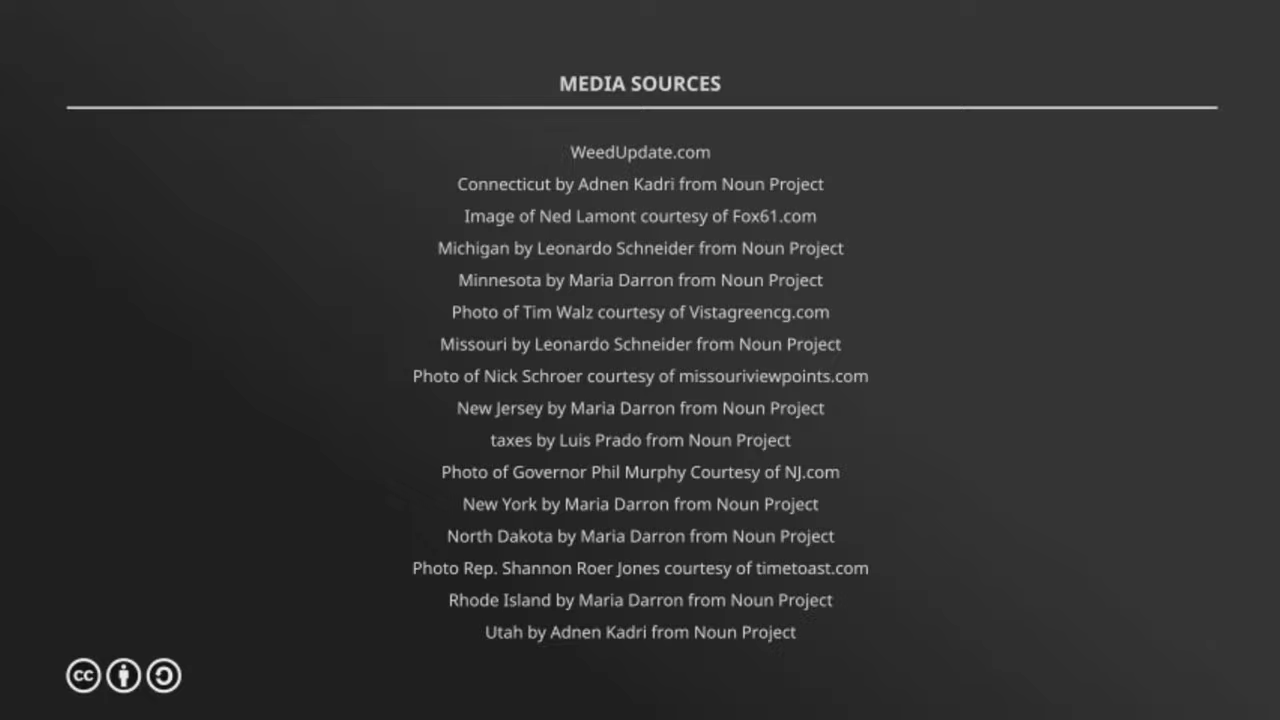 MEDIA SOURCES
WeedUpdate.com
Connecticut by Adnen Kadri from Noun Project
Image of Ned Lamont courtesy of Fox61.com
Michigan by Leonardo Schneider from Noun Project
Minnesota by Maria Darron from Noun Project
Photo of Tim Walz courtesy of Vistagreencg.com
Missouri by Leonardo Schneider from Noun Project
Photo of Nick Schroer courtesy of missouriviewpoints.com
New Jersey by Maria Darron from Noun Project
taxes by Luis Prado from Noun Project
Photo of Governor Phil Murphy Courtesy of NJ.com
New York by Maria Darron from Noun Project
North Dakota by Maria Darron from Noun Project
Photo Rep. Shannon Roer Jones courtesy of timetoast.com
Rhode Island by Maria Darron from Noun Project
Utah by Adnen Kadri from Noun Project
cc